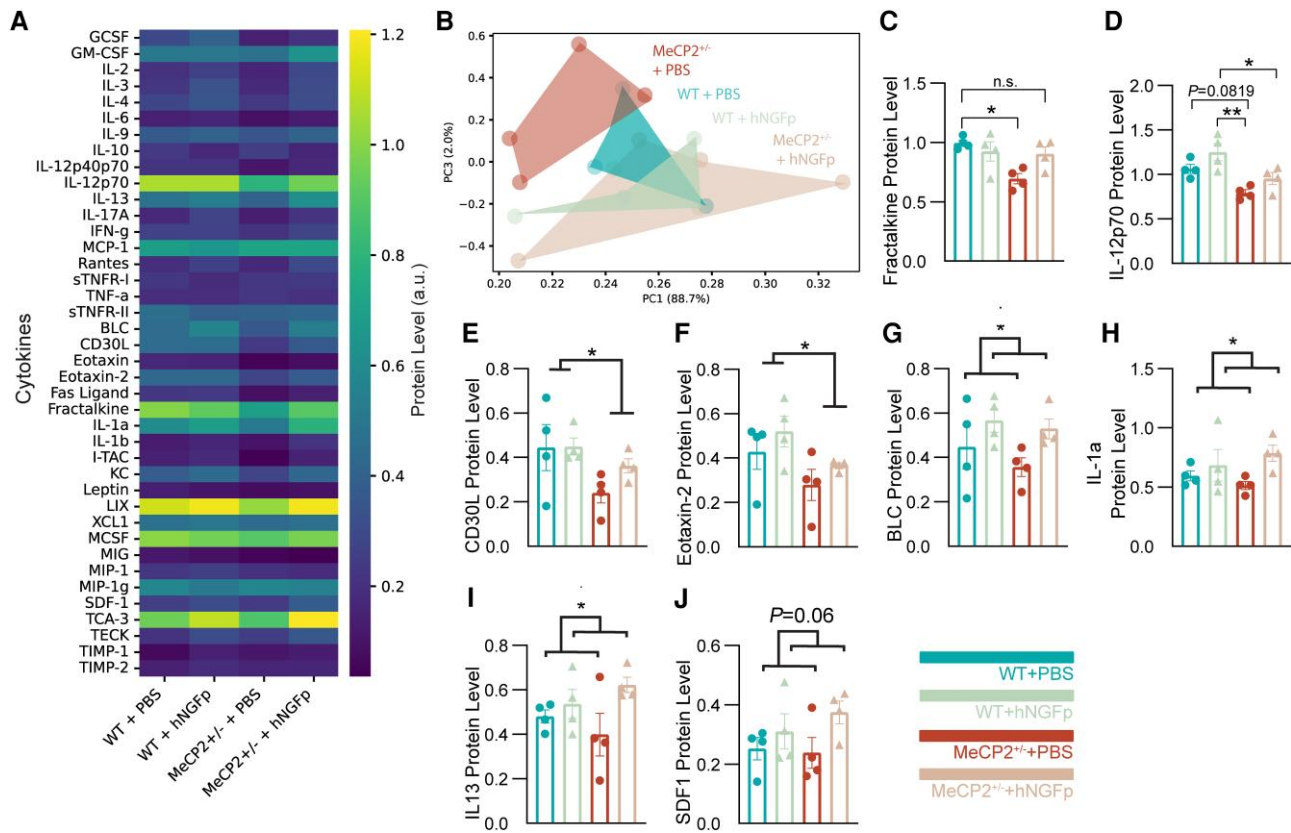 A
GCSF
GM-CSF
IL-2
IL-3
IL-4
IL-6
IL-9
IL-10
IL-12p40p70
IL-12p70
IL-13
IL-17A
IFN-g
MCP-1
Rantes
sTNFR-I
TNF-a
sTNFR-II
BLC
CD30L
Eotaxin
Eotaxin-2
Fas Ligand
Fractalkine
IL-1a
IL-1b
I-TAC
KC
Leptin
LIX
XCL1
MCSF
MIG
MIP-1
MIP-1g
SDF-1
TCA-3
TECK
TIMP-1
TIMP-2
Cytokines
WT + PBS
WT + hNGFp
MeCP2+/- + PBS
MeCP2+/- + hNGFp
1.2
1.0
0.8
0.6
0.4
0.2
Protein Level (a.u.)
B
0.6
0.4
0.2
0.0
−0.2
−0.4
PC3 (2.0%)
MeCP2+/-
+ PBS
WT + PBS
WT + hNGFp
MeCP2+/-
+ hNGFp
0.20
0.22
0.24
0.26
0.28
0.30
0.32
PC1 (88.7%)
C
Fractalkine Protein Level
1.5
1.0
0.5
0.0
n.s.
*
D
IL-12p70 Protein Level
2.0
1.5
1.0
0.5
0.0
*
P=0.0819
**
E
CD30L Protein Level
0.8
0.6
0.4
0.2
0.0
*
F
Eotaxin-2 Protein Level
0.8
0.6
0.4
0.2
0.0
*
G
BLC Protein Level
0.8
0.6
0.4
0.2
0.0
*
H
IL-1a
Protein Level
1.5
1.0
0.5
0.0
*
I
IL13 Protein Level
0.8
0.6
0.4
0.2
0.0
*
J
SDF1 Protein Level
0.6
0.4
0.2
0.0
P=0.06
WT+PBS
WT+hNGFp
MeCP2+/-+PBS
MeCP2+/-+hNGFp